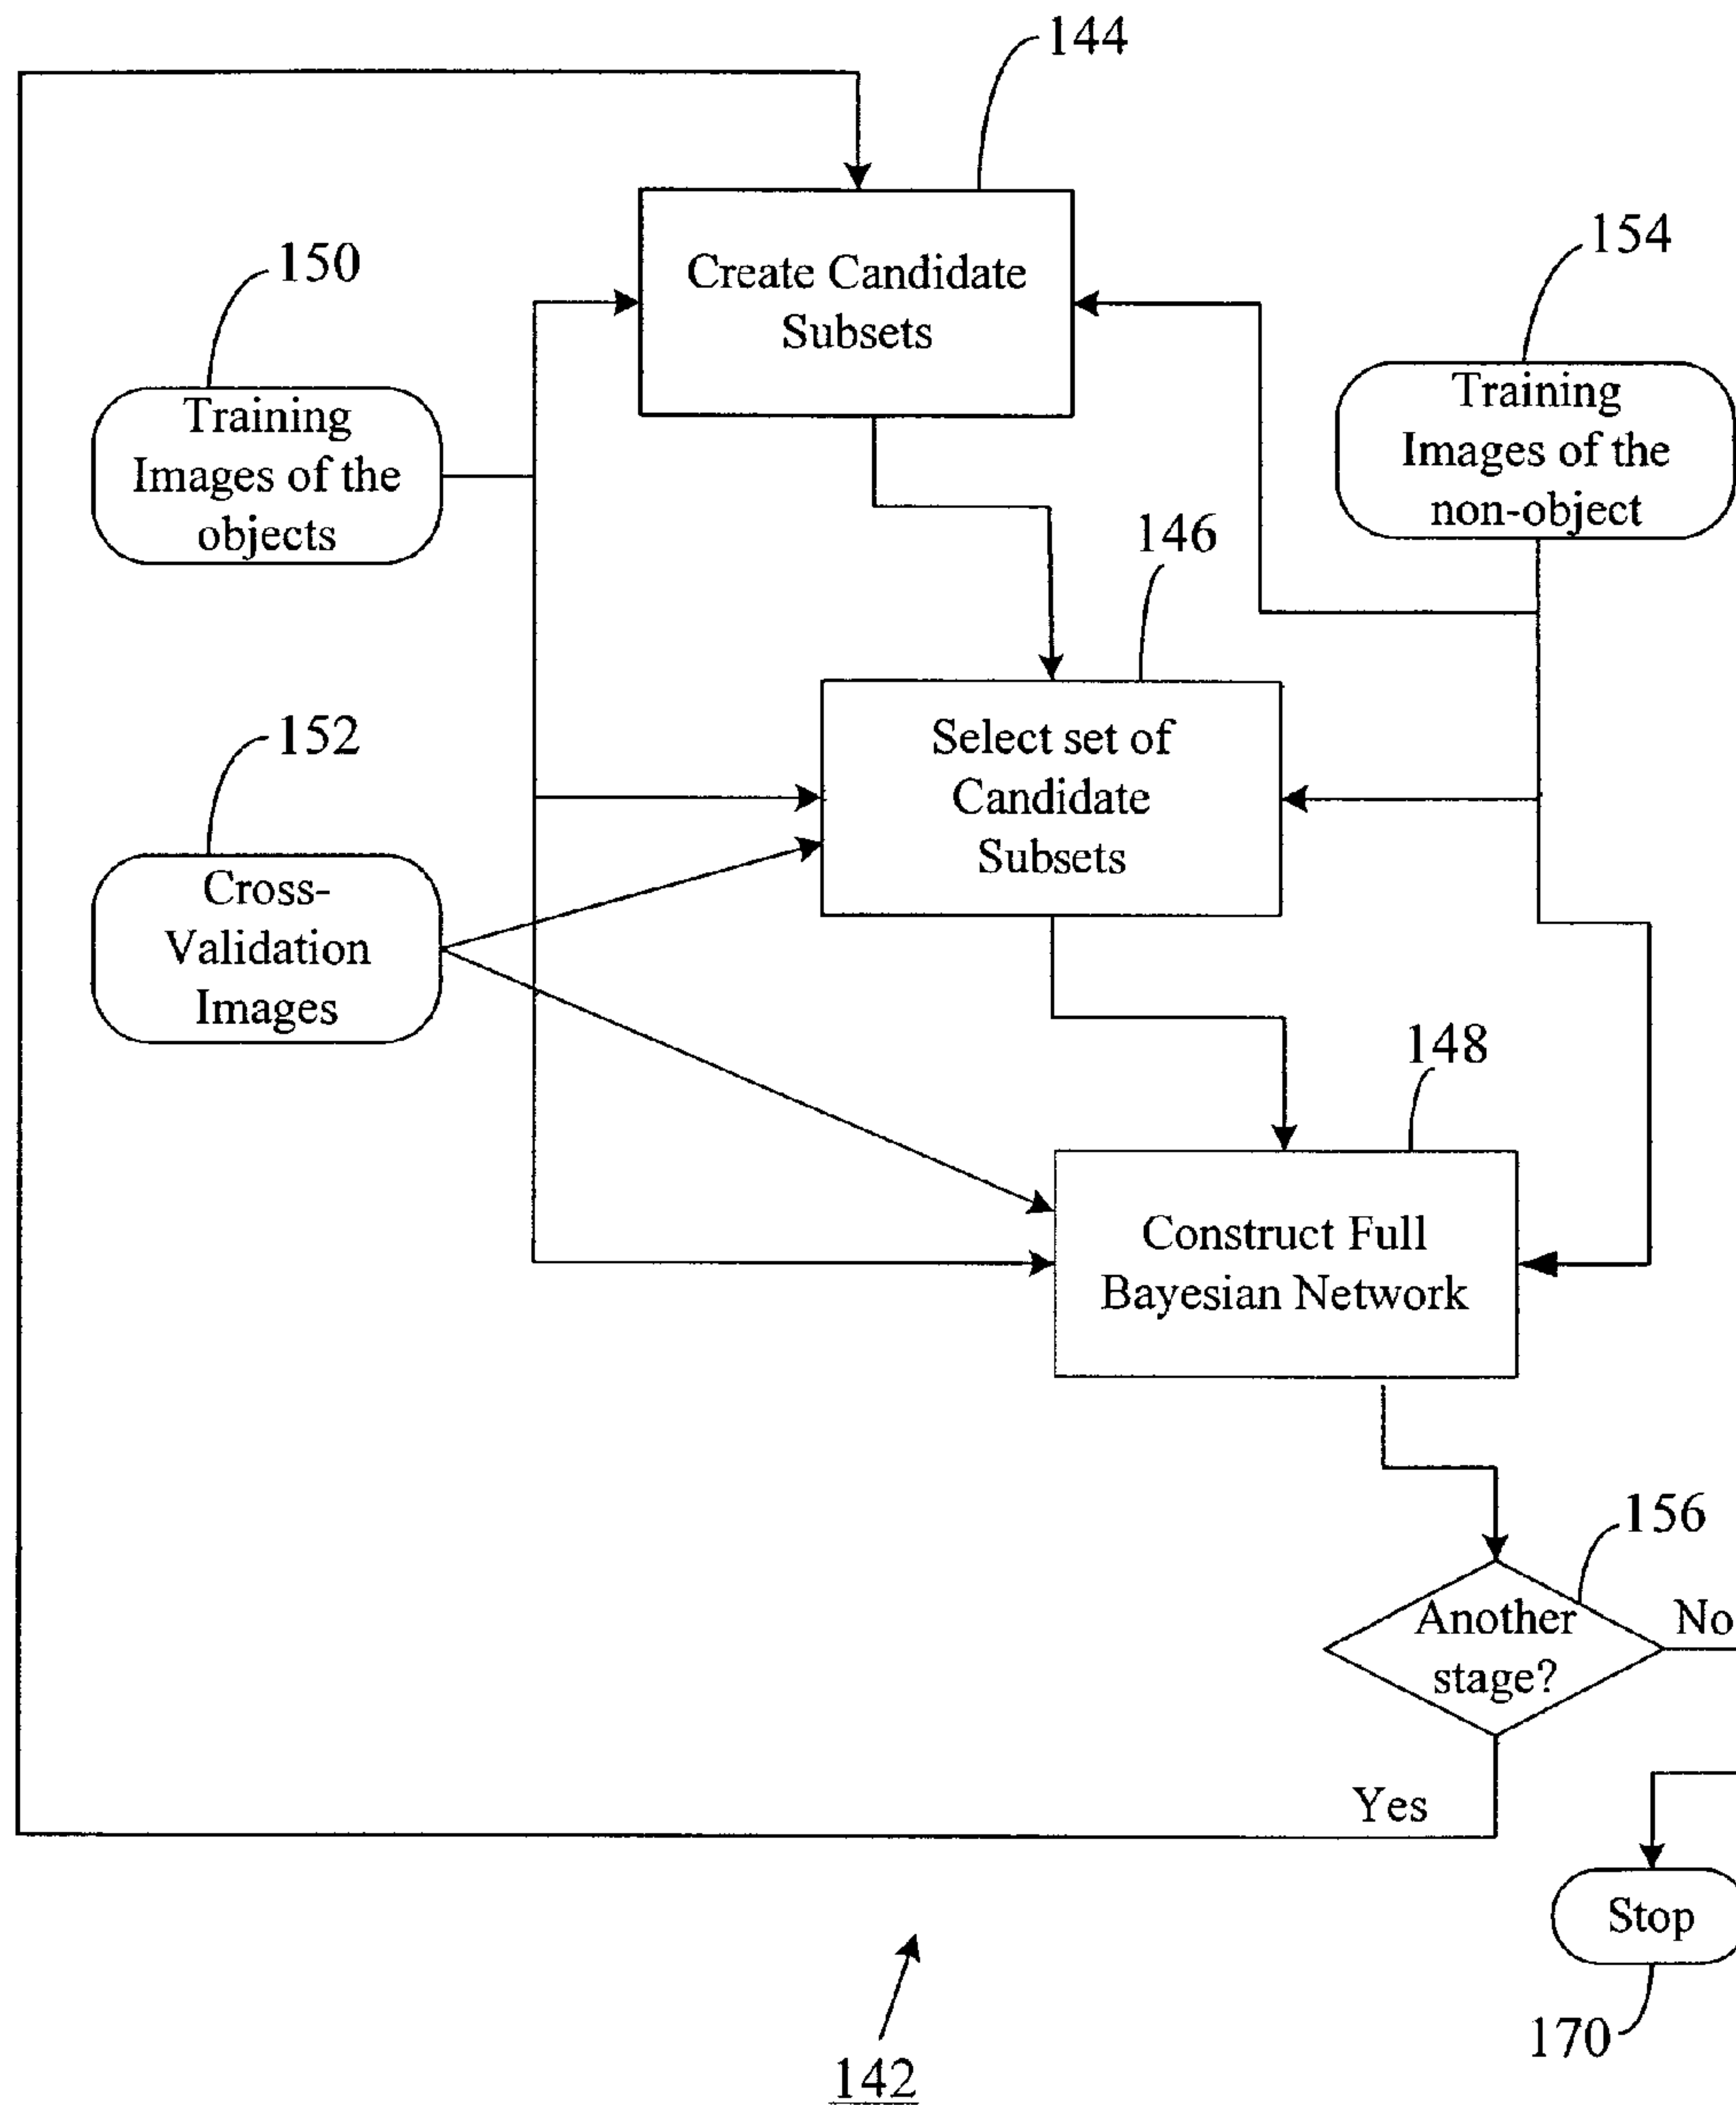 144
Create Candidate
Subsets
150
Training
Images of the
objects
154
Training
Images of the
non-object
146
Select set of
Candidate
Subsets
152
Cross-
Validation
Images
148
Construct Full
Bayesian Network
156
Another
stage?
No
Yes
Stop
170
142